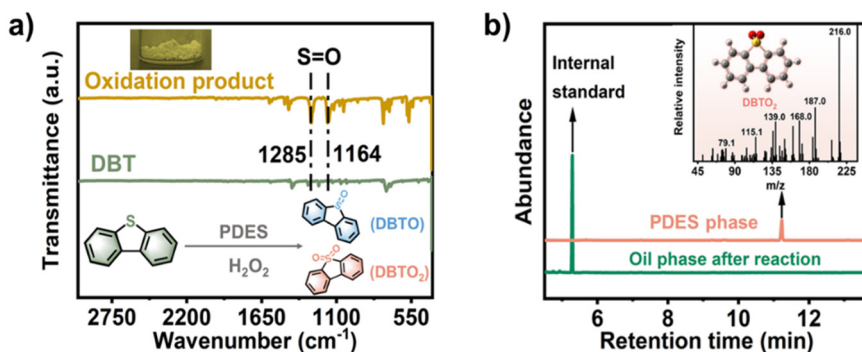 a)
Transmittance (a.u.)
S=O
Oxidation product
1285
1164
DBT
S
PDES
H₂O₂
S=O
(DBTO)
O=S=O
(DBTO₂)
2750 2200 1650 1100 550
Wavenumber (cm⁻¹)
b)
Abundance
Internal
standard
Relative intensity
216.0
DBTO₂
187.0
139.0
168.0
115.1
79.1
45 90 135 180 225
m/z
PDES phase
Oil phase after reaction
6 8 10 12
Retention time (min)